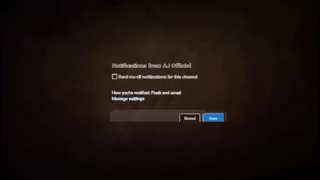 Notifications from AJ Official
Send me all notifications for this channel
How you're notified: Push and email
Manage settings
Save